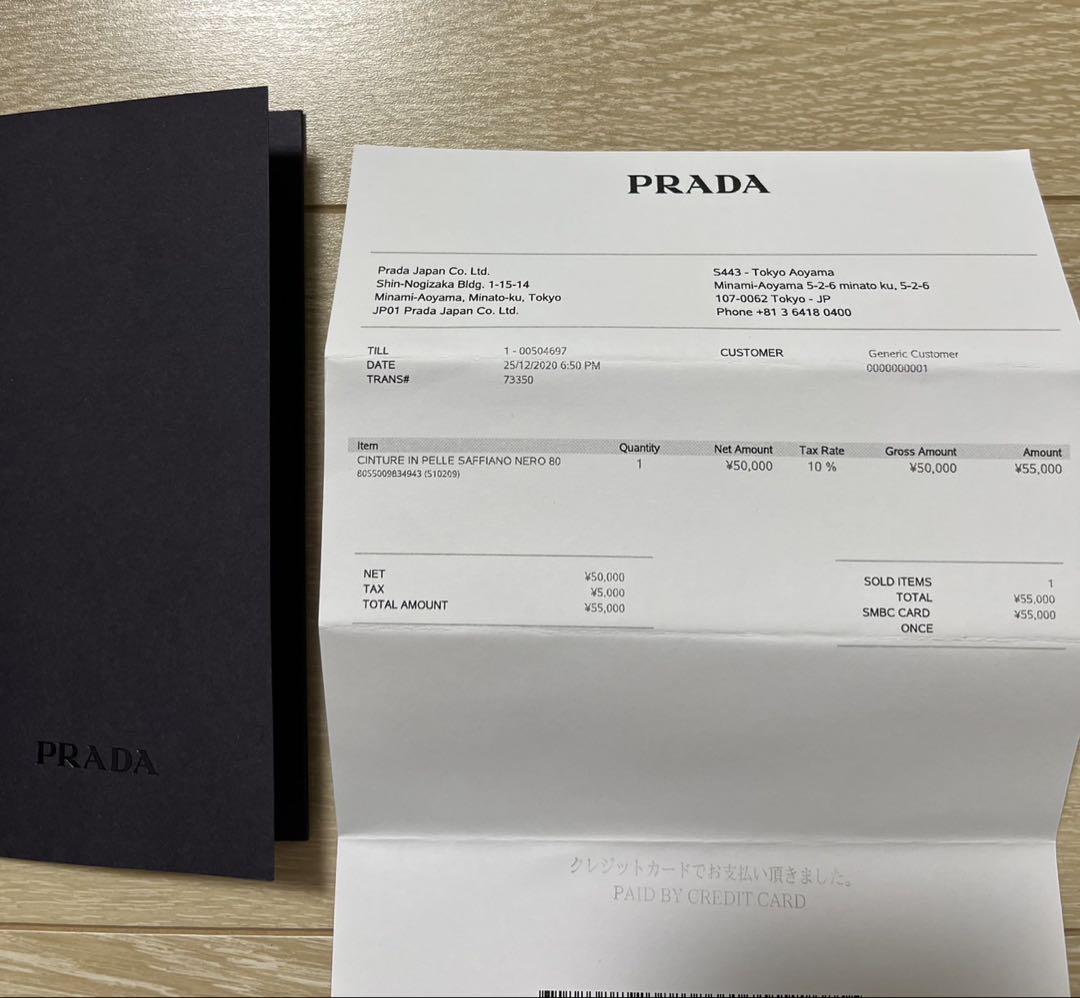 PRADA
PRADA
Prada Japan Co. Ltd.
Shin-Nogizaka Bldg. 1-15-14
Minami-Aoyama, Minato-ku, Tokyo
JP01 Prada Japan Co. Ltd.
S443 - Tokyo Aoyama
Minami-Aoyama 5-2-6 minato ku, 5-2-6
107-0062 Tokyo - JP
Phone +81 3 6418 0400
TILL 1 - 00504697
DATE 25/12/2020 6:50 PM
TRANS# 73350
CUSTOMER Generic Customer
0000000001
Item Quantity Net Amount Tax Rate Gross Amount Amount
CINTURE IN PELLE SAFFIANO NERO 80 1 ¥50,000 10 % ¥50,000 ¥55,000
8055009834943 (S10209)
NET ¥50,000
TAX ¥5,000
TOTAL AMOUNT ¥55,000
SOLD ITEMS 1
TOTAL ¥55,000
SMBC CARD ¥55,000
ONCE
クレジットカードでお支払い頂きました。
PAID BY CREDIT CARD